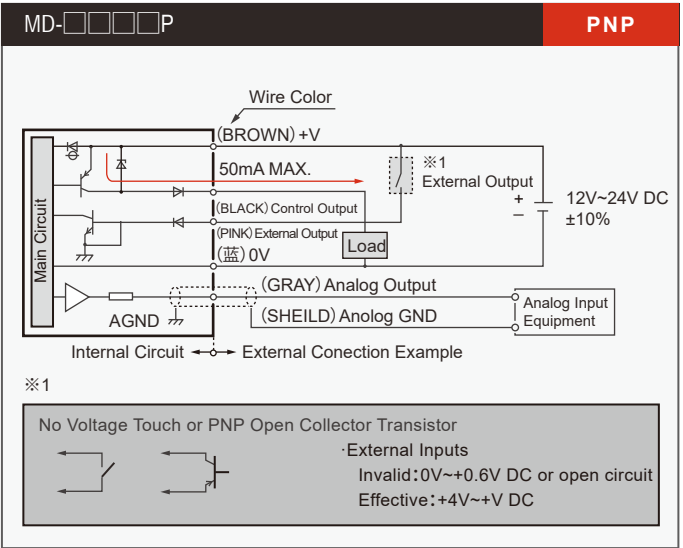 MD-□□□□P
PNP
Wire Color
(BROWN)+V
50mA MAX.
※1
External Output
(BLACK) Control Output
(PINK) External Output
(蓝) 0V
Load
+
−
12V~24V DC
±10%
Main Circuit
(GRAY) Analog Output
AGND
(SHEILD) Anolog GND
Analog Input
Equipment
Internal Circuit
External Conection Example
※1
No Voltage Touch or PNP Open Collector Transistor
·External Inputs
Invalid:0V~+0.6V DC or open circuit
Effective:+4V~+V DC